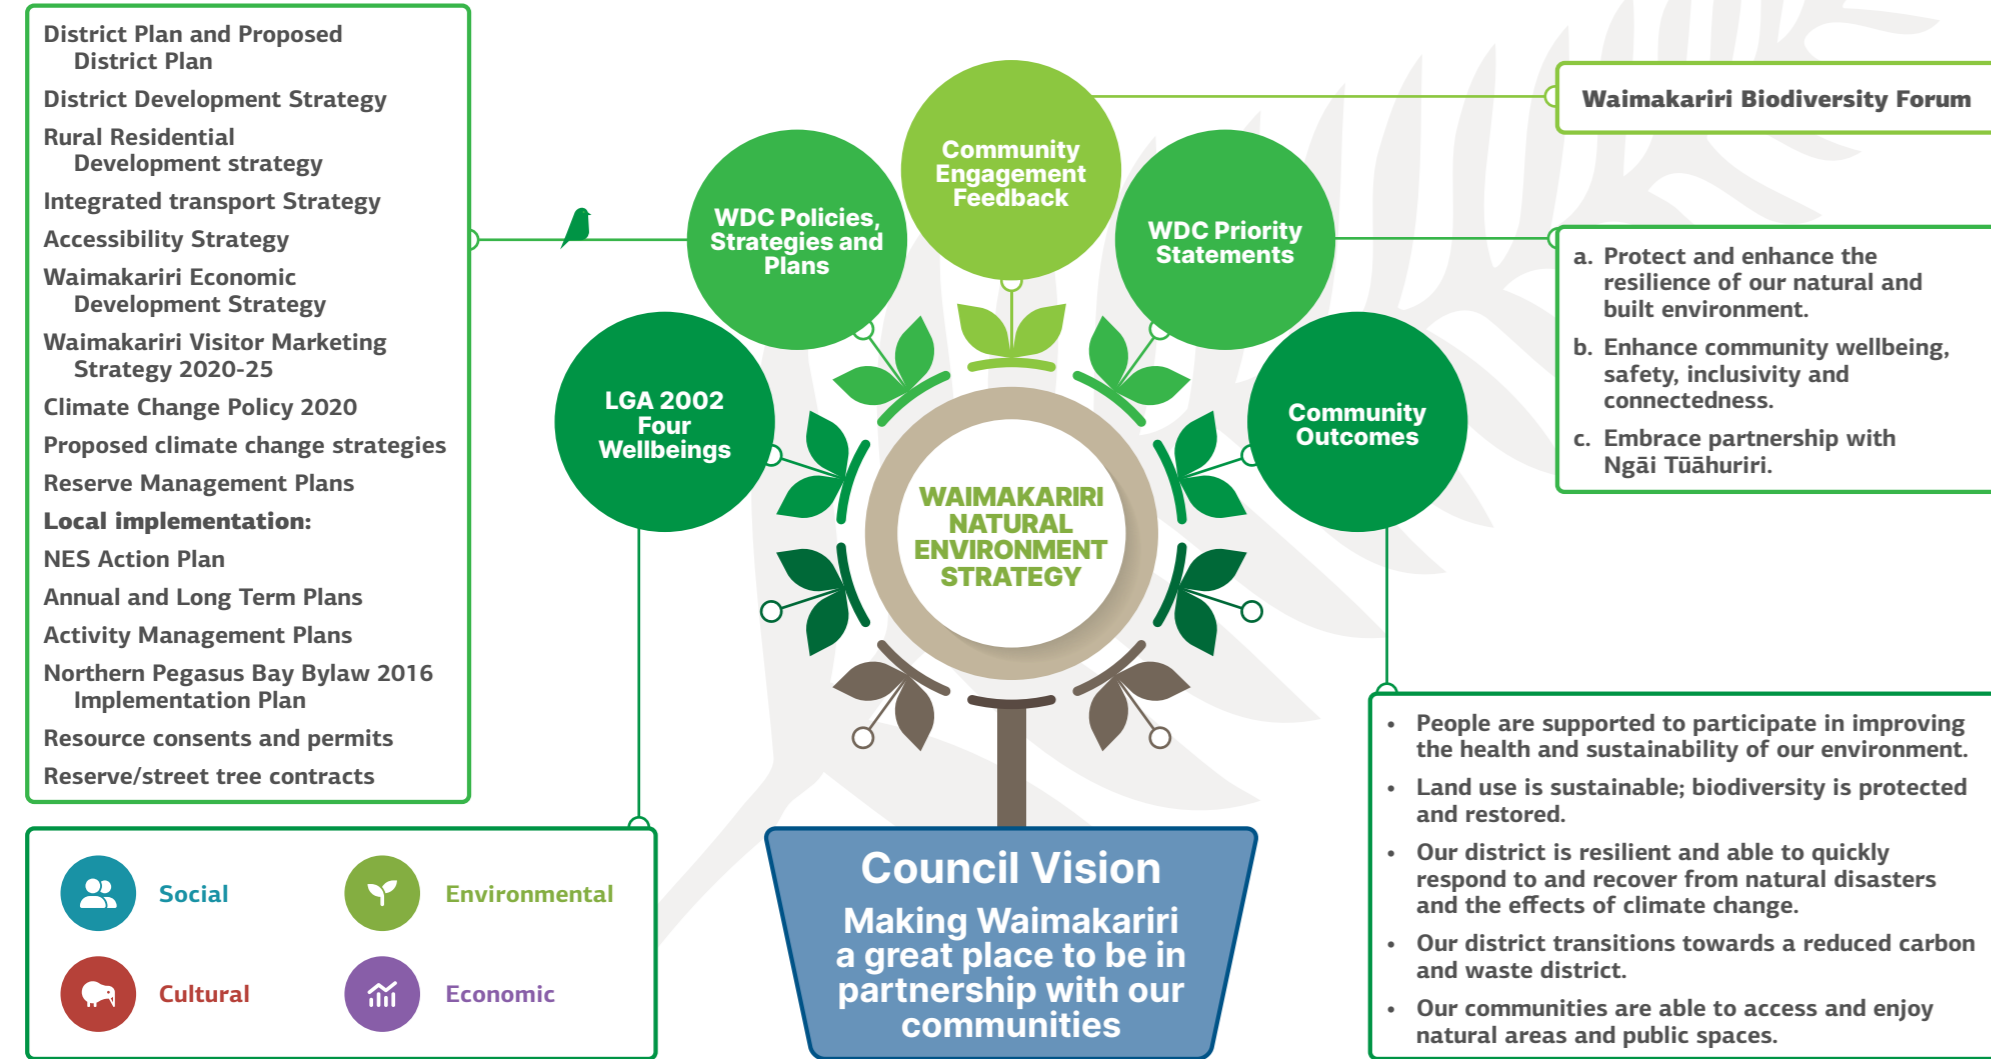 District Plan and Proposed
District Plan
District Development Strategy
Rural Residential
Development strategy
Integrated transport Strategy
Accessibility Strategy
Waimakariri Economic
Development Strategy
Waimakariri Visitor Marketing
Strategy 2020-25
Climate Change Policy 2020
Proposed climate change strategies
Reserve Management Plans
Local implementation:
NES Action Plan
Annual and Long Term Plans
Activity Management Plans
Northern Pegasus Bay Bylaw 2016
Implementation Plan
Resource consents and permits
Reserve/street tree contracts
LGA 2002
Four
Wellbeings
WDC Policies,
Strategies and
Plans
Community
Engagement
Feedback
WDC Priority
Statements
Community
Outcomes
WAIMAKARIRI
NATURAL
ENVIRONMENT
STRATEGY
Waimakariri Biodiversity Forum
a. Protect and enhance the
resilience of our natural and
built environment.
b. Enhance community wellbeing,
safety, inclusivity and
connectedness.
c. Embrace partnership with
Ngāi Tūāhuriri.
Social
Environmental
Cultural
Economic
Council Vision
Making Waimakariri
a great place to be in
partnership with our
communities
• People are supported to participate in improving
the health and sustainability of our environment.
• Land use is sustainable; biodiversity is protected
and restored.
• Our district is resilient and able to quickly
respond to and recover from natural disasters
and the effects of climate change.
• Our district transitions towards a reduced carbon
and waste district.
• Our communities are able to access and enjoy
natural areas and public spaces.